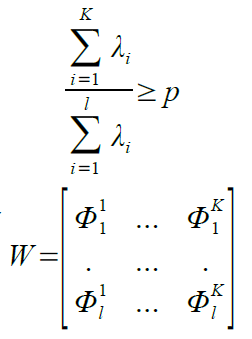 K
∑ λi
i=1
l
≥ p
∑ λi
i=1
W = [ Φ₁¹ ... Φ₁ᴷ
. ... .
Φₗ¹ ... Φₗᴷ ]